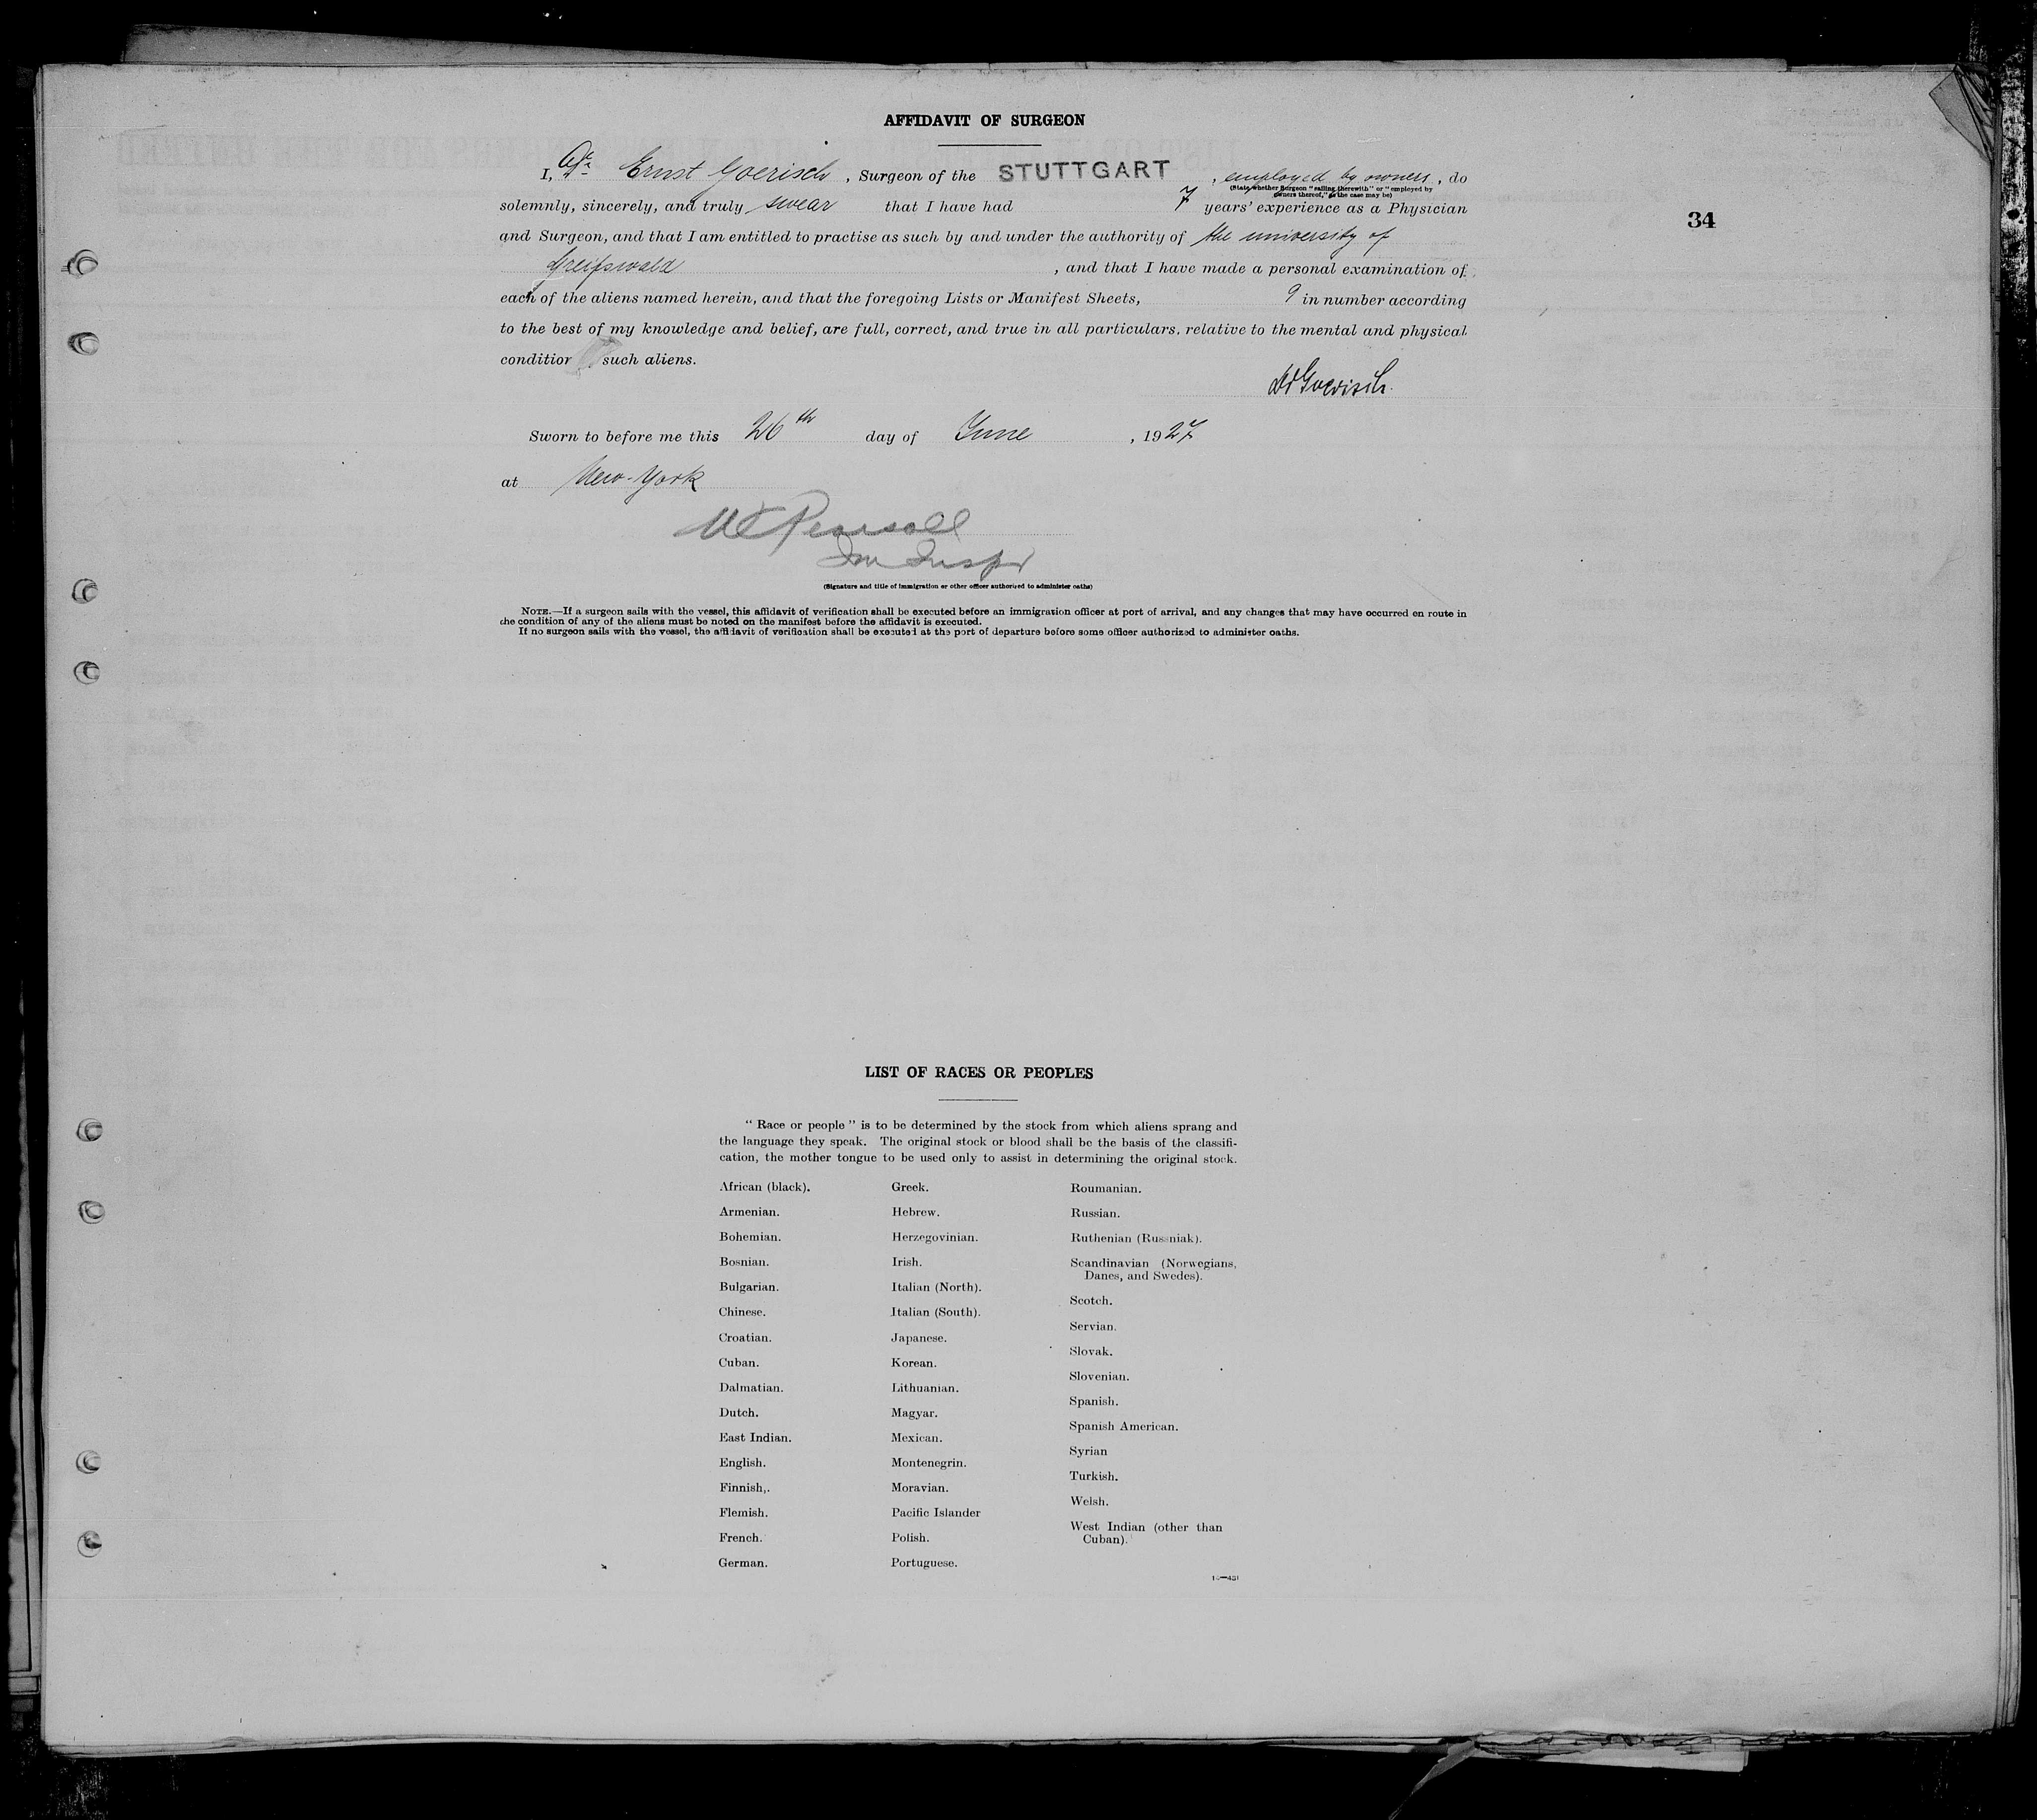 AFFIDAVIT OF SURGEON
I, Dr. Ernst Goerisch, Surgeon of the STUTTGART, employed by owners, do
(State whether Surgeon "sailing therewith" or "employed by
owners thereof," as the case may be)
solemnly, sincerely, and truly swear that I have had 7 years' experience as a Physician
34
and Surgeon, and that I am entitled to practise as such by and under the authority of the university of
Greifswald, and that I have made a personal examination of
each of the aliens named herein, and that the foregoing Lists or Manifest Sheets, 9 in number according
to the best of my knowledge and belief, are full, correct, and true in all particulars, relative to the mental and physical
condition such aliens.
Dr Goerisch.
Sworn to before me this 26th day of June, 1927
at New-York
Pearsall
Im Inspr
(Signature and title of immigration or other officer authorized to administer oaths)
NOTE.—If a surgeon sails with the vessel, this affidavit of verification shall be executed before an immigration officer at port of arrival, and any changes that may have occurred en route in
the condition of any of the aliens must be noted on the manifest before the affidavit is executed.
If no surgeon sails with the vessel, the affidavit of verification shall be executed at the port of departure before some officer authorized to administer oaths.
LIST OF RACES OR PEOPLES
"Race or people" is to be determined by the stock from which aliens sprang and
the language they speak. The original stock or blood shall be the basis of the classifi-
cation, the mother tongue to be used only to assist in determining the original stock.
African (black).
Armenian.
Bohemian.
Bosnian.
Bulgarian.
Chinese.
Croatian.
Cuban.
Dalmatian.
Dutch.
East Indian.
English.
Finnish,.
Flemish.
French.
German.
Greek.
Hebrew.
Herzegovinian.
Irish.
Italian (North).
Italian (South).
Japanese.
Korean.
Lithuanian.
Magyar.
Mexican.
Montenegrin.
Moravian.
Pacific Islander
Polish.
Portuguese.
Roumanian.
Russian.
Ruthenian (Russniak).
Scandinavian (Norwegians,
Danes, and Swedes).
Scotch.
Servian.
Slovak.
Slovenian.
Spanish.
Spanish American.
Syrian
Turkish.
Welsh.
West Indian (other than
Cuban).